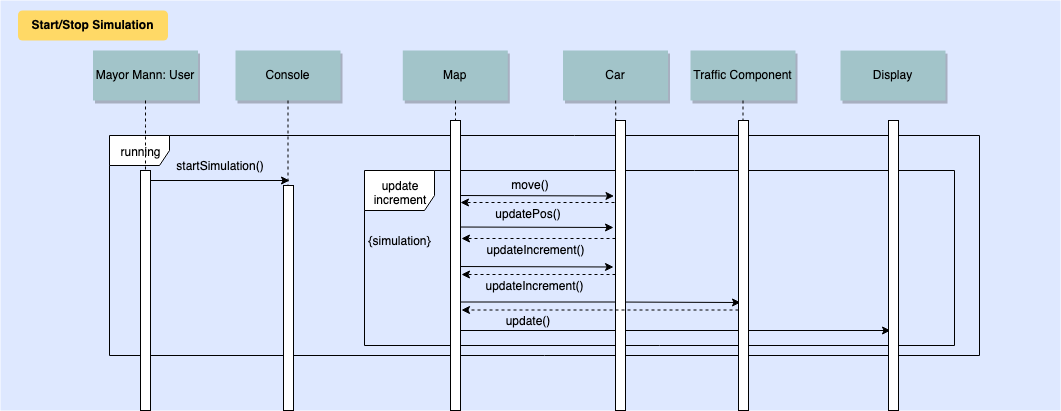 Start/Stop Simulation
Mayor Mann: User
Console
Map
Car
Traffic Component
Display
running
startSimulation()
update
increment
{simulation}
move()
updatePos()
updateIncrement()
updateIncrement()
update()